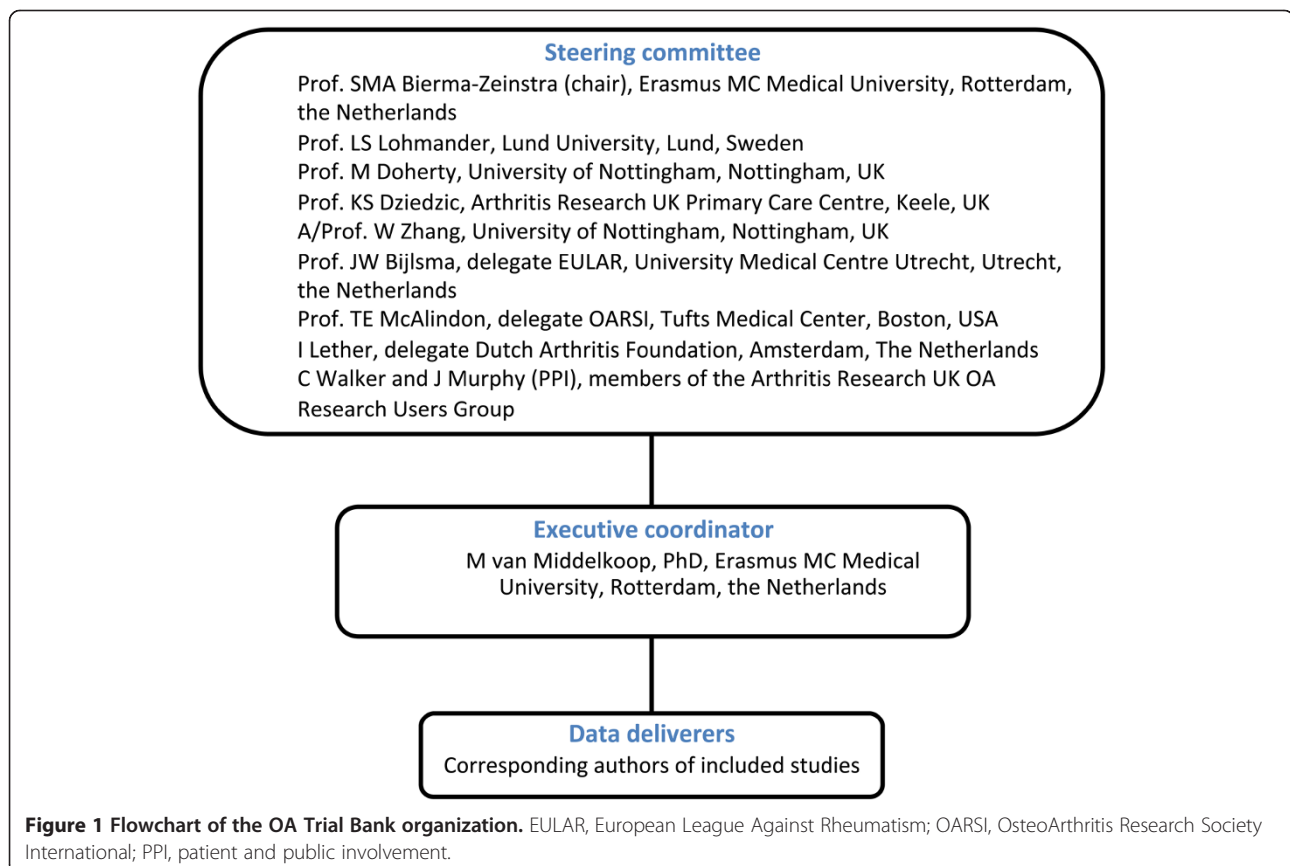 Steering committee
Prof. SMA Bierma-Zeinstra (chair), Erasmus MC Medical University, Rotterdam,
the Netherlands
Prof. LS Lohmander, Lund University, Lund, Sweden
Prof. M Doherty, University of Nottingham, Nottingham, UK
Prof. KS Dziedzic, Arthritis Research UK Primary Care Centre, Keele, UK
A/Prof. W Zhang, University of Nottingham, Nottingham, UK
Prof. JW Bijlsma, delegate EULAR, University Medical Centre Utrecht, Utrecht,
the Netherlands
Prof. TE McAlindon, delegate OARSI, Tufts Medical Center, Boston, USA
I Lether, delegate Dutch Arthritis Foundation, Amsterdam, The Netherlands
C Walker and J Murphy (PPI), members of the Arthritis Research UK OA
Research Users Group
Executive coordinator
M van Middelkoop, PhD, Erasmus MC Medical
University, Rotterdam, the Netherlands
Data deliverers
Corresponding authors of included studies
Figure 1 Flowchart of the OA Trial Bank organization. EULAR, European League Against Rheumatism; OARSI, OsteoArthritis Research Society
International; PPI, patient and public involvement.